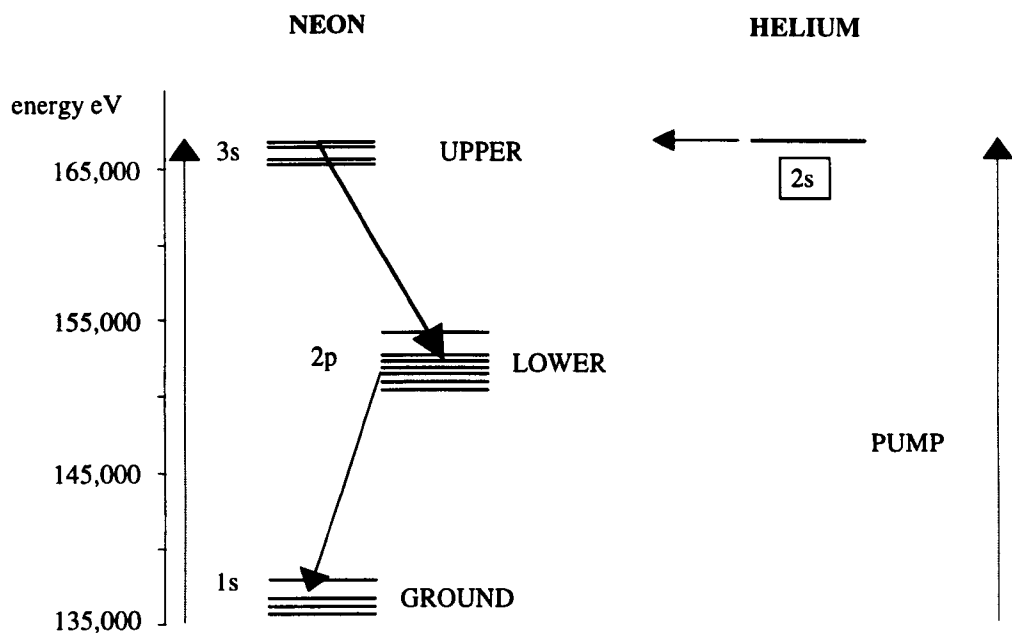 NEON HELIUM
energy eV
3s UPPER
165,000
2s
155,000
2p LOWER
PUMP
145,000
1s GROUND
135,000